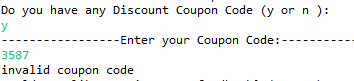 Do you have any Discount Coupon Code (y or n ):
y
-----------------Enter your Coupon Code:-----------
3587
invalid coupon code